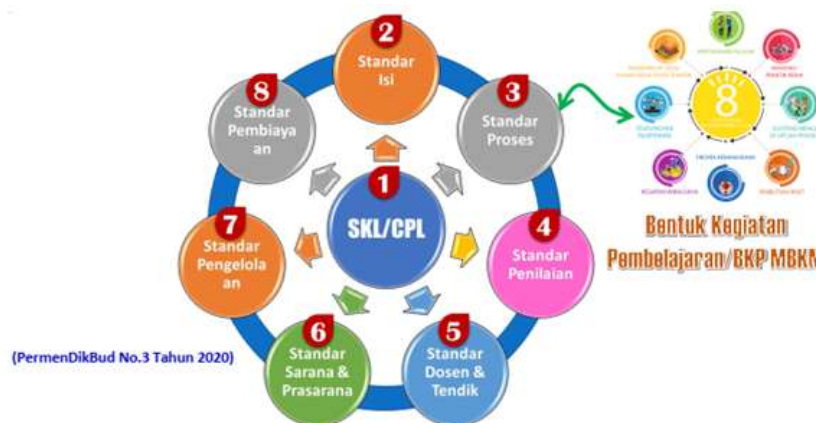 1
SKL/CPL
2
Standar
Isi
3
Standar
Proses
4
Standar
Penilaian
5
Standar
Dosen &
Tendik
6
Standar
Sarana &
Prasarana
7
Standar
Pengelola
an
8
Standar
Pembiaya
an
(PermenDikBud No.3 Tahun 2020)
8
Bentuk Kegiatan
Pembelajaran/BKP MBKM